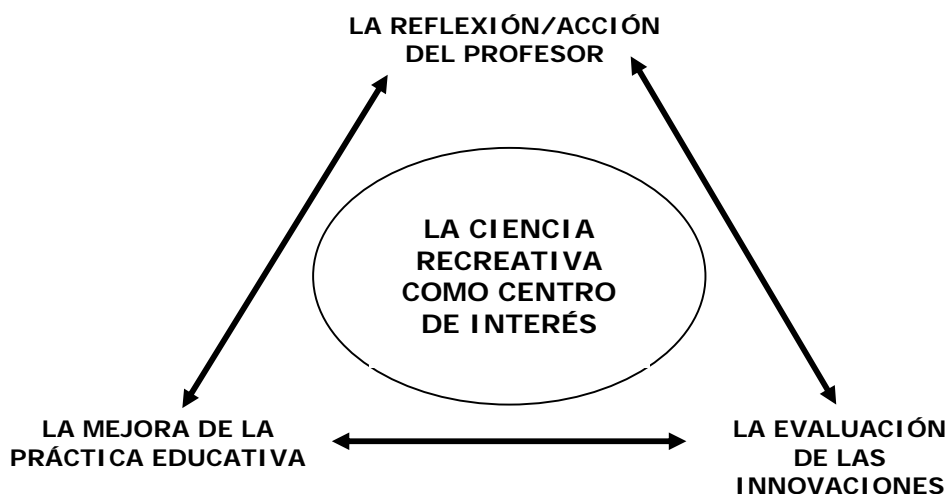 LA REFLEXIÓN/ACCIÓN
DEL PROFESOR
LA CIENCIA
RECREATIVA
COMO CENTRO
DE INTERÉS
LA MEJORA DE LA
PRÁCTICA EDUCATIVA
LA EVALUACIÓN
DE LAS
INNOVACIONES